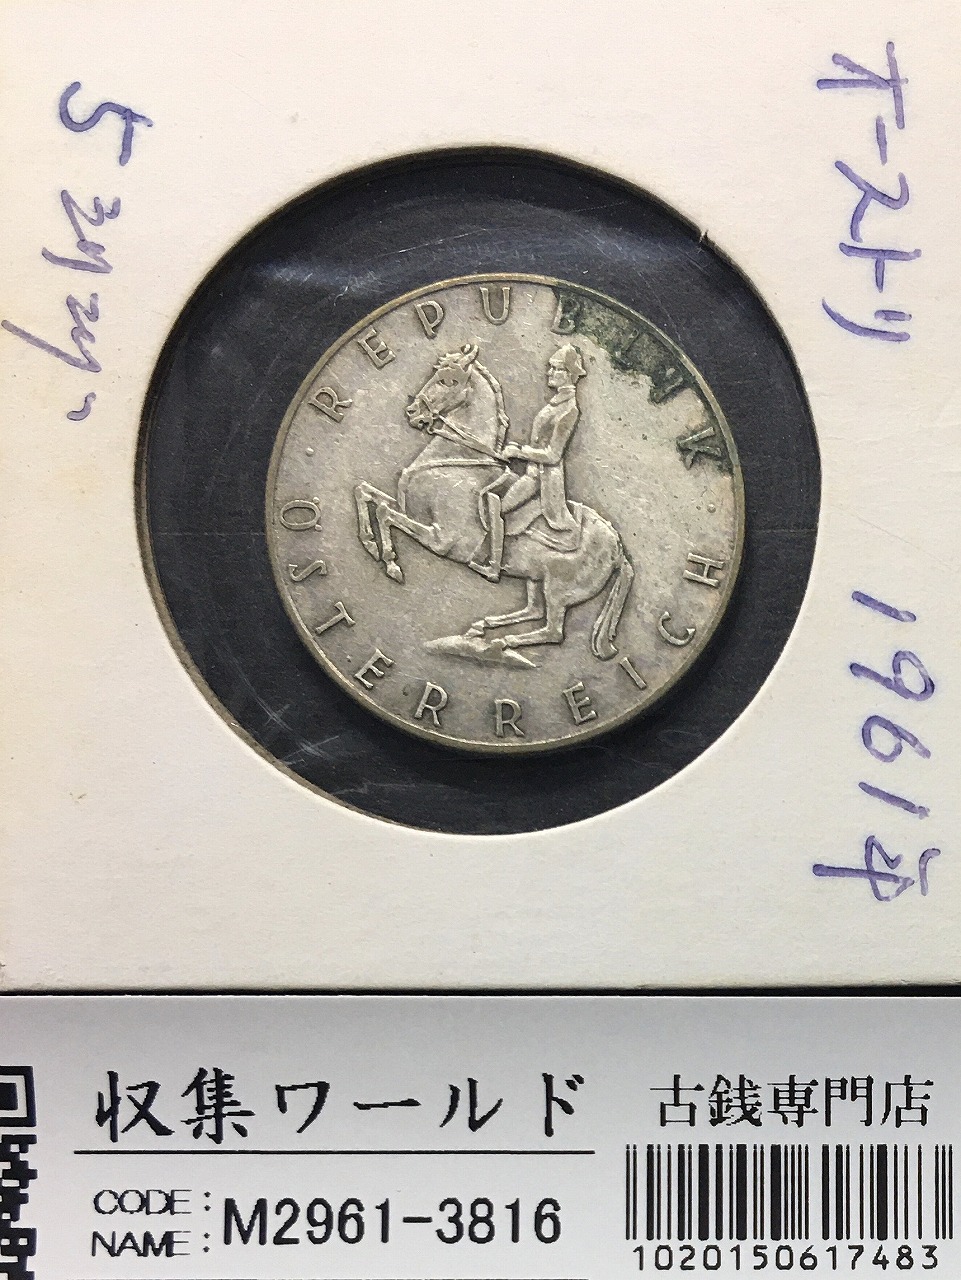 オーストリ
1961年
5シリング
REPUBLIK · ÖSTERREICH ·
収集ワールド
古銭専門店
CODE:
NAME:
M2961-3816
1020150617483